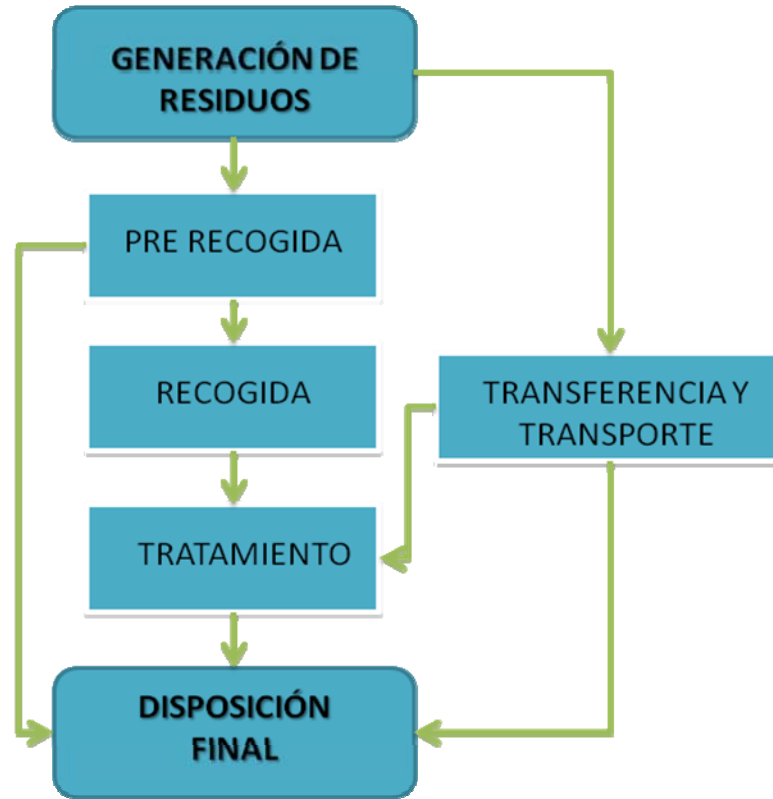 GENERACIÓN DE
RESIDUOS
PRE RECOGIDA
RECOGIDA
TRANSFERENCIA Y
TRANSPORTE
TRATAMIENTO
DISPOSICIÓN
FINAL